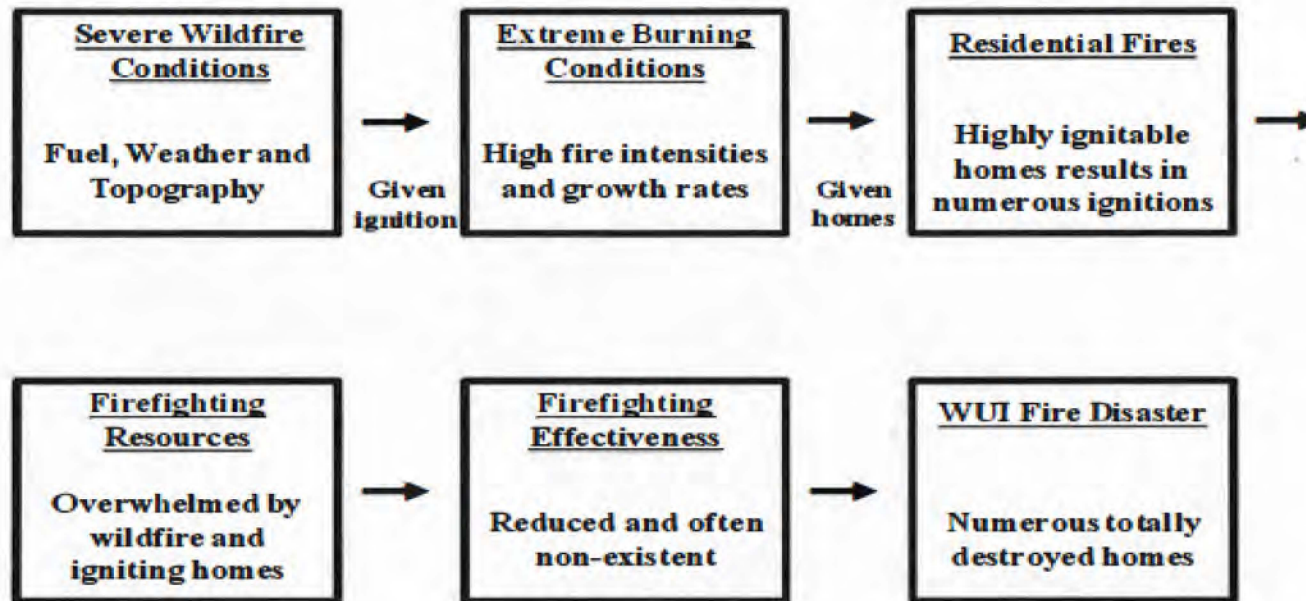 Severe Wildfire
Conditions
Fuel, Weather and
Topography
Given
ignition
Extreme Burning
Conditions
High fire intensities
and growth rates
Given
homes
Residential Fires
Highly ignitable
homes results in
numerous ignitions
Firefighting
Resources
Overwhelmed by
wildfire and
igniting homes
Firefighting
Effectiveness
Reduced and often
non-existent
WUI Fire Disaster
Numerous totally
destroyed homes